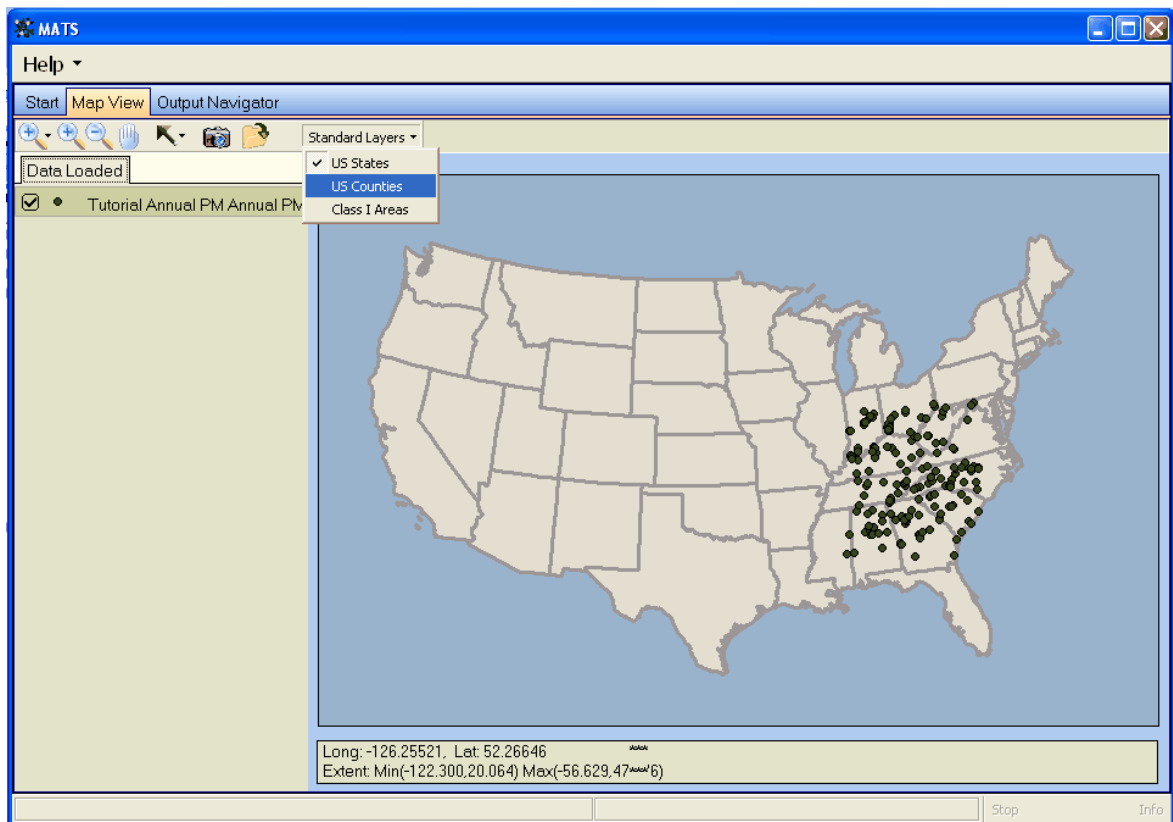 MATS
Help
Start Map View Output Navigator
Standard Layers
Data Loaded
US States
US Counties
Class I Areas
Tutorial Annual PM Annual PM
Long: -126.25521, Lat: 52.26646 ***
Extent: Min(-122.300,20.064) Max(-56.629,47***6)
Stop Info